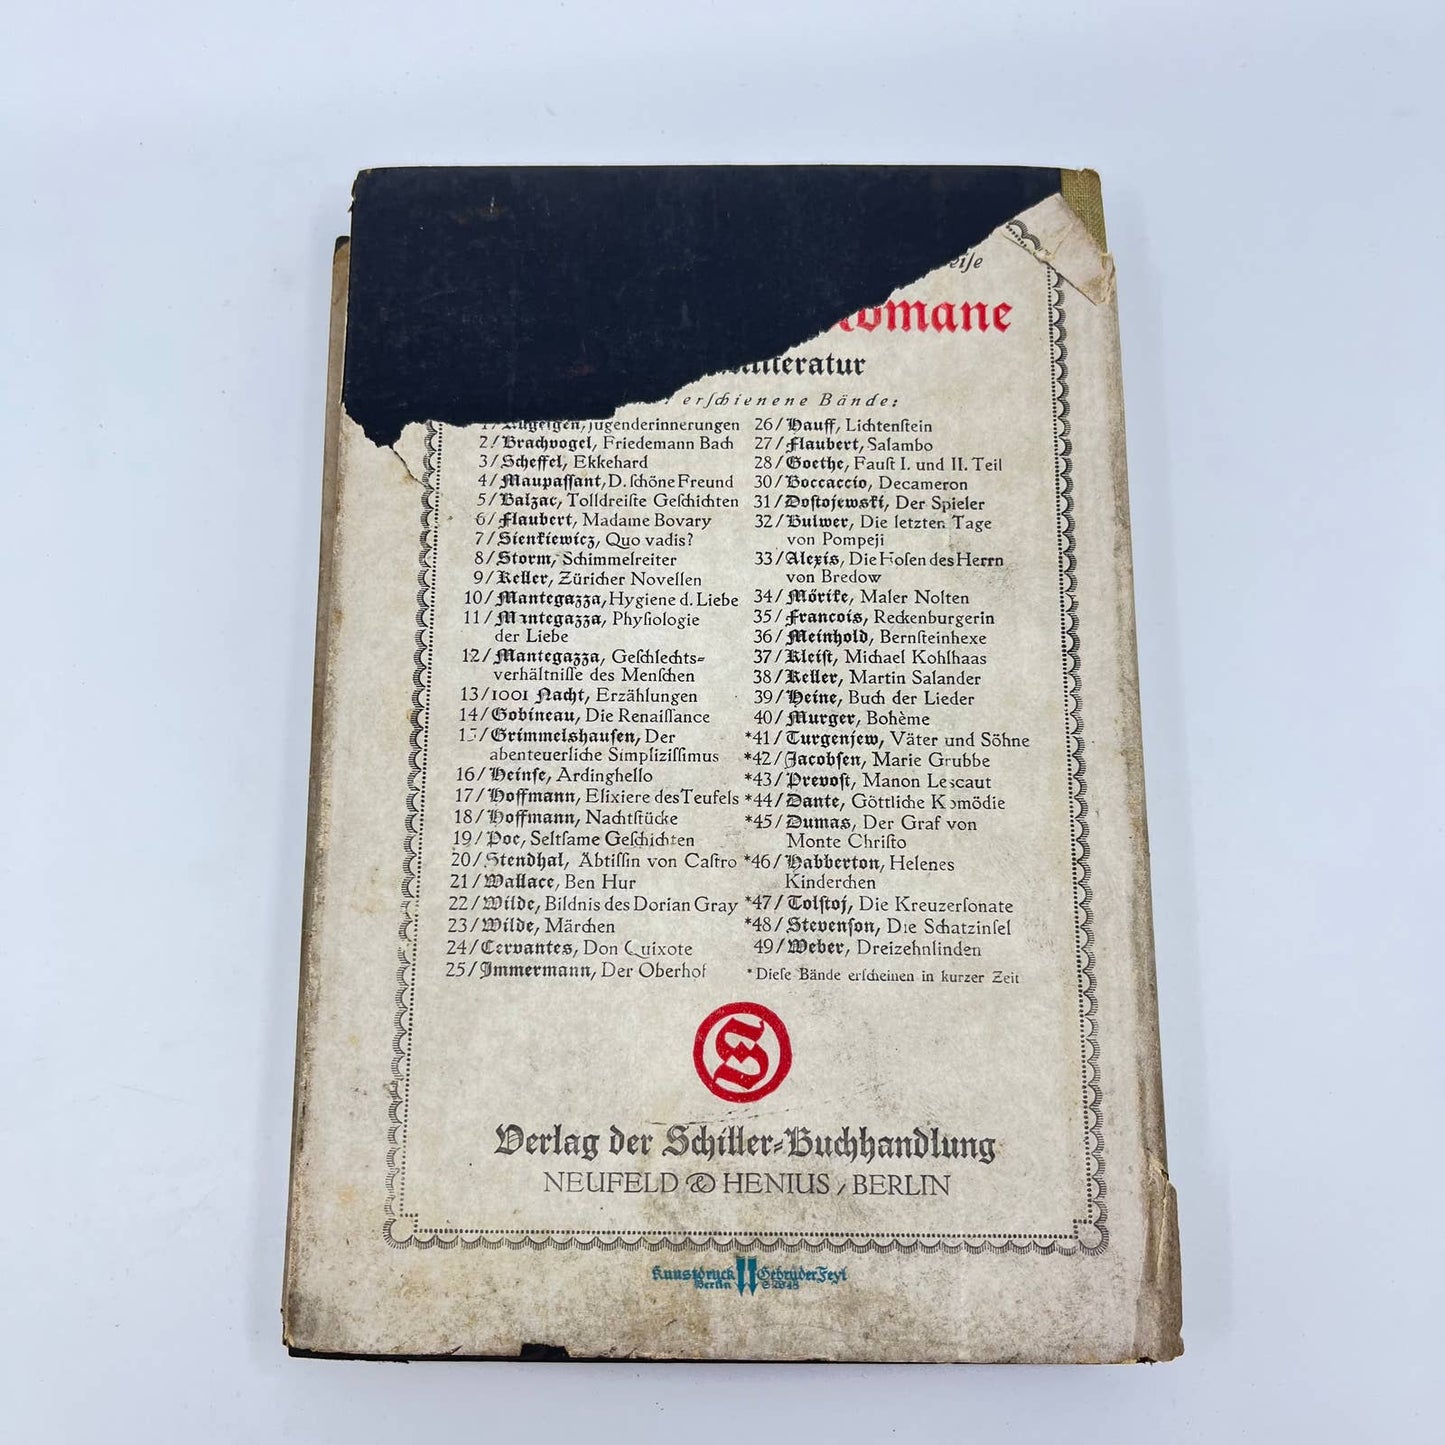 Romane
erschienene Bände:
1/Angelgen, Jugenderinnerungen
2/Brachvogel, Friedemann Bach
3/Scheffel, Ekkehard
4/Maupassant, D. schöne Freund
5/Balzac, Tolldreiste Geschichten
6/Flaubert, Madame Bovary
7/Sienkiewicz, Quo vadis?
8/Storm, Schimmelreiter
9/Keller, Züricher Novellen
10/Mantegazza, Hygiene d. Liebe
11/Mantegazza, Physiologie
der Liebe
12/Mantegazza, Geschlechts=
verhältnisse des Menschen
13/1001 Nacht, Erzählungen
14/Gobineau, Die Renaissance
15/Grimmelshausen, Der
abenteuerliche Simplizissimus
16/Heinse, Ardinghello
17/Hoffmann, Elixiere des Teufels
18/Hoffmann, Nachtstücke
19/Poe, Seltsame Geschichten
20/Stendhal, Äbtissin von Castro
21/Wallace, Ben Hur
22/Wilde, Bildnis des Dorian Gray
23/Wilde, Märchen
24/Cervantes, Don Quixote
25/Immermann, Der Oberhof
26/Hauff, Lichtenstein
27/Flaubert, Salambo
28/Goethe, Faust I. und II. Teil
30/Boccaccio, Decameron
31/Dostojewski, Der Spieler
32/Bulwer, Die letzten Tage
von Pompeji
33/Alexis, Die Hosen des Herrn
von Bredow
34/Mörike, Maler Nolten
35/Francois, Reckenburgerin
36/Meinhold, Bernsteinhexe
37/Kleist, Michael Kohlhaas
38/Keller, Martin Salander
39/Heine, Buch der Lieder
40/Murger, Bohème
*41/Turgenjew, Väter und Söhne
*42/Jacobsen, Marie Grubbe
*43/Prevost, Manon Lescaut
*44/Dante, Göttliche Komödie
*45/Dumas, Der Graf von
Monte Christo
*46/Habberton, Helenes
Kinderchen
*47/Tolstoj, Die Kreuzersonate
*48/Stevenson, Die Schatzinsel
49/Weber, Dreizehnlinden
*Diese Bände erscheinen in kurzer Zeit
S
Verlag der Schiller=Buchhandlung
NEUFELD & HENIUS / BERLIN
Kunstdruck Gebrüder Feyl
Berlin SW48